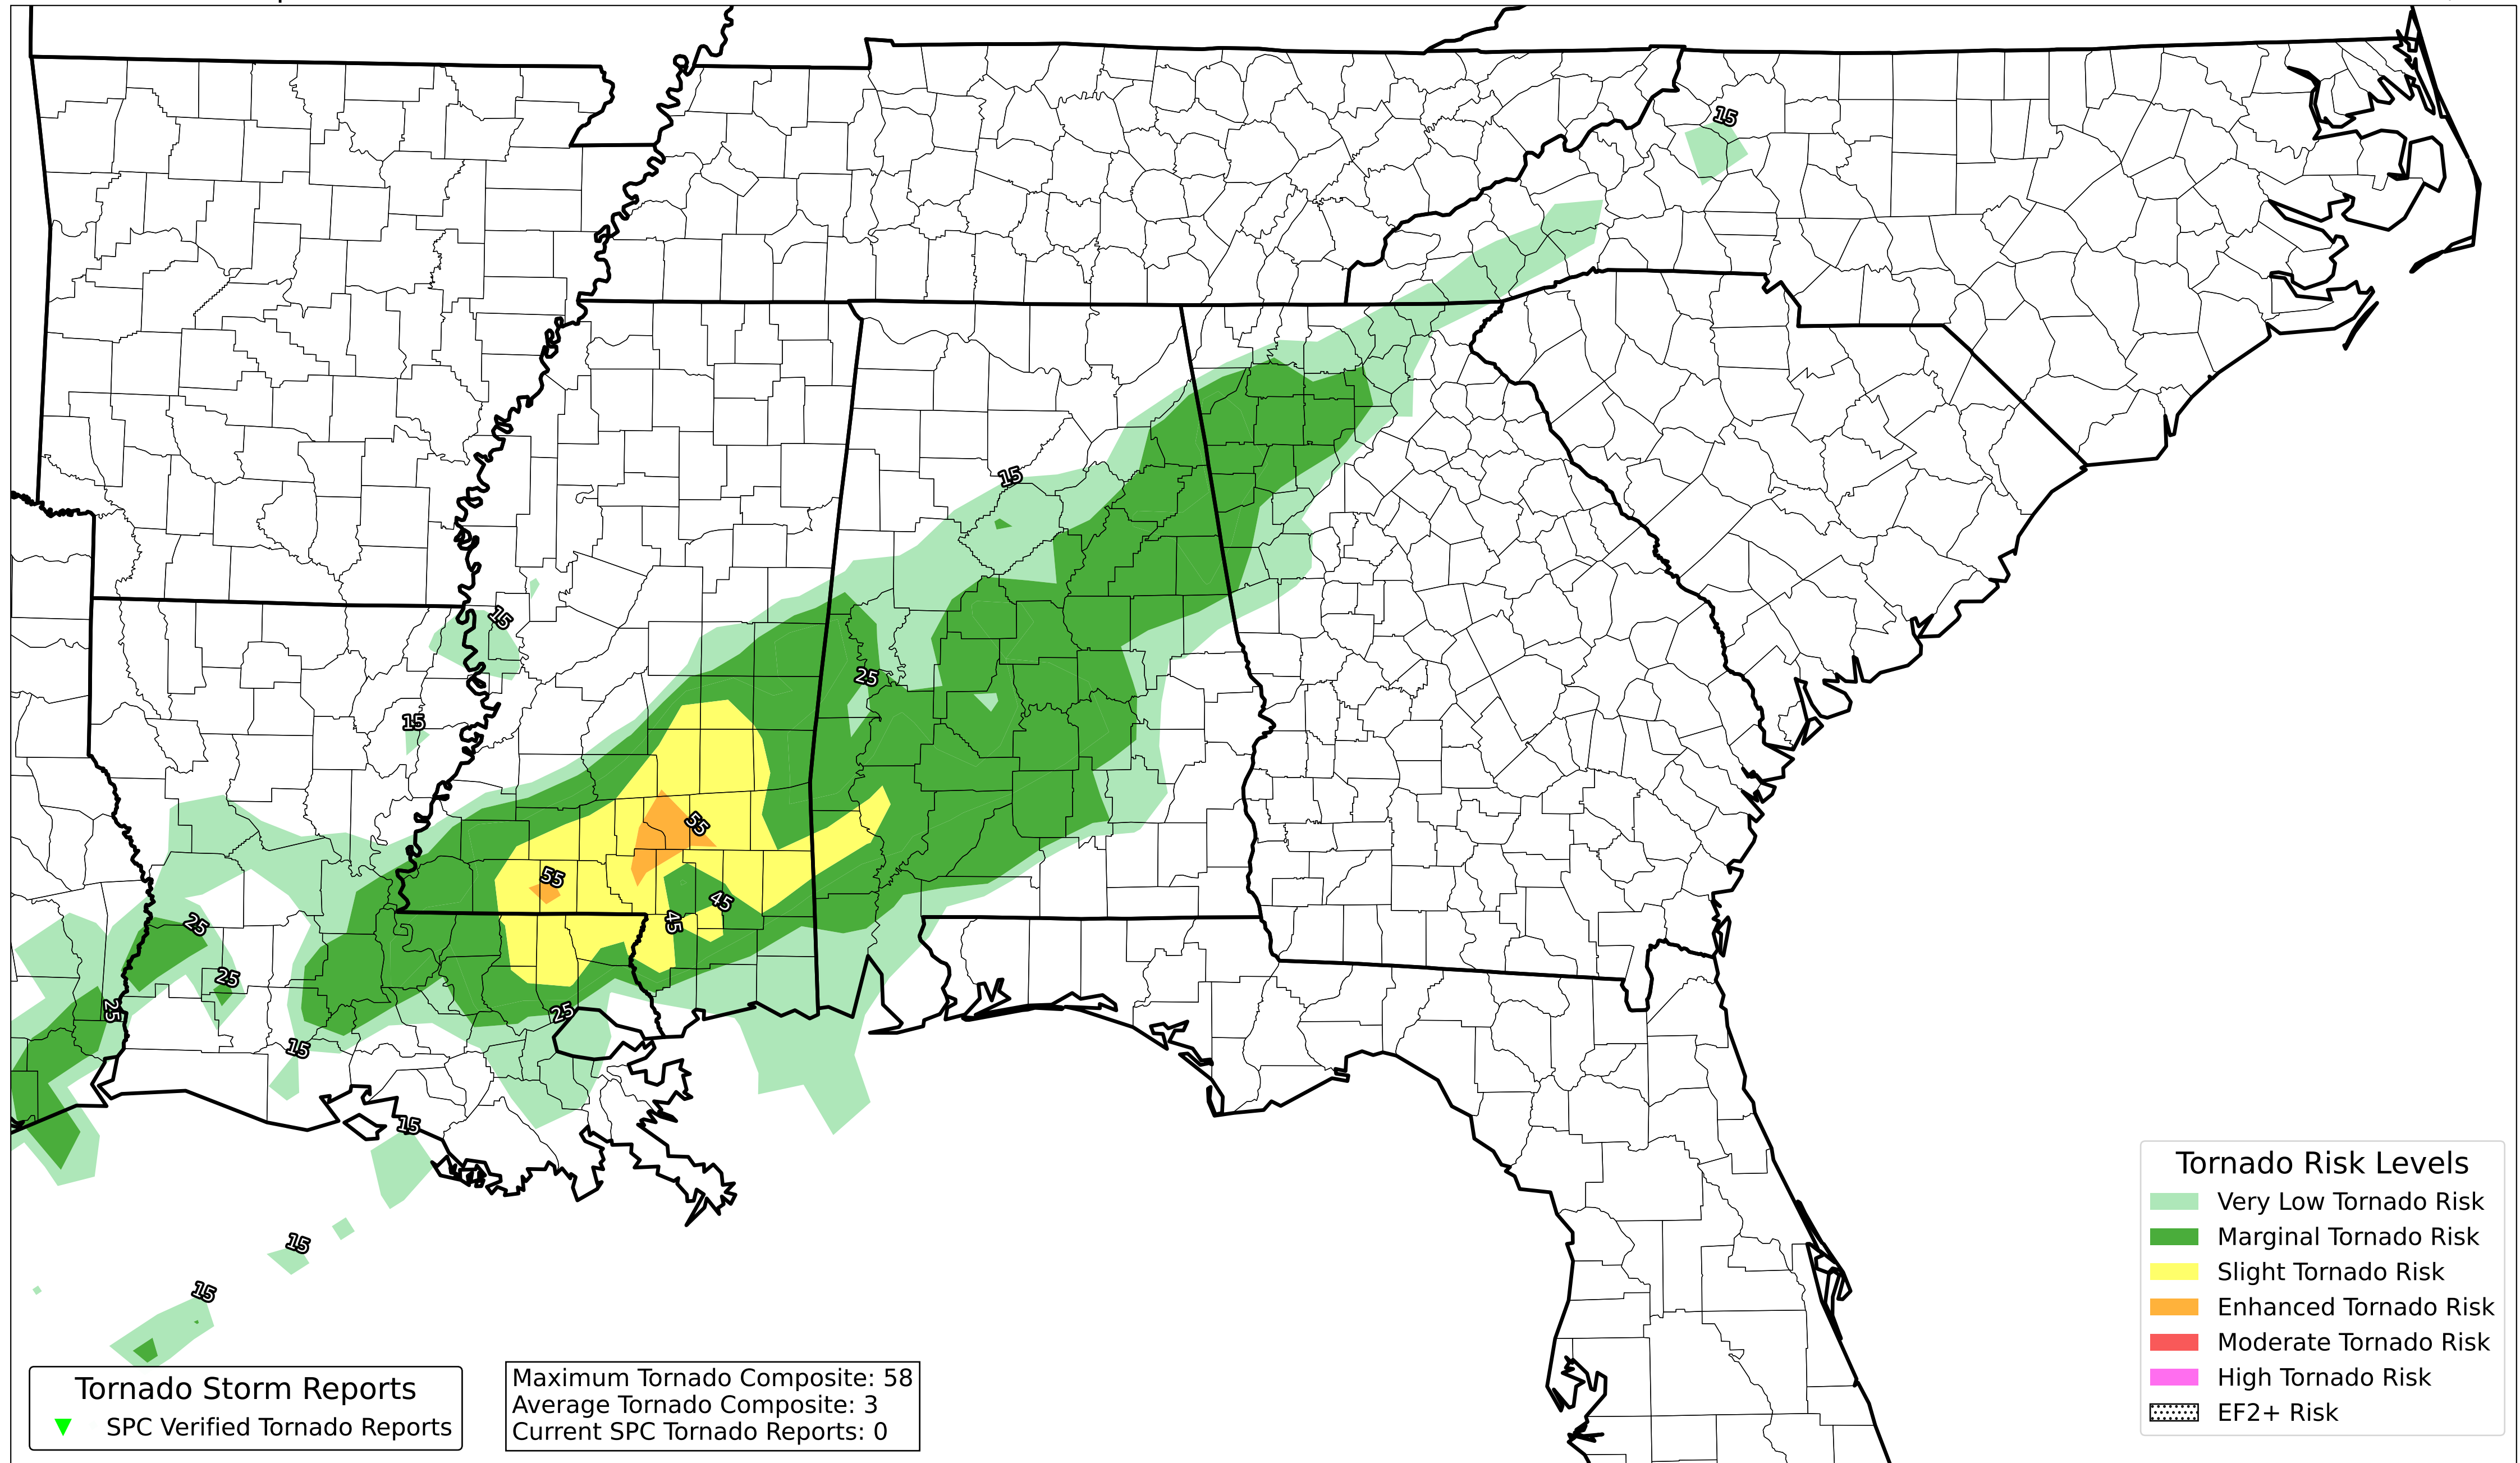 15
15
15
15
25
55
55
45
45
25
25
25
25
15
15
15
15
Tornado Risk Levels
Very Low Tornado Risk
Marginal Tornado Risk
Slight Tornado Risk
Enhanced Tornado Risk
Moderate Tornado Risk
High Tornado Risk
EF2+ Risk
Tornado Storm Reports
SPC Verified Tornado Reports
Maximum Tornado Composite: 58
Average Tornado Composite: 3
Current SPC Tornado Reports: 0